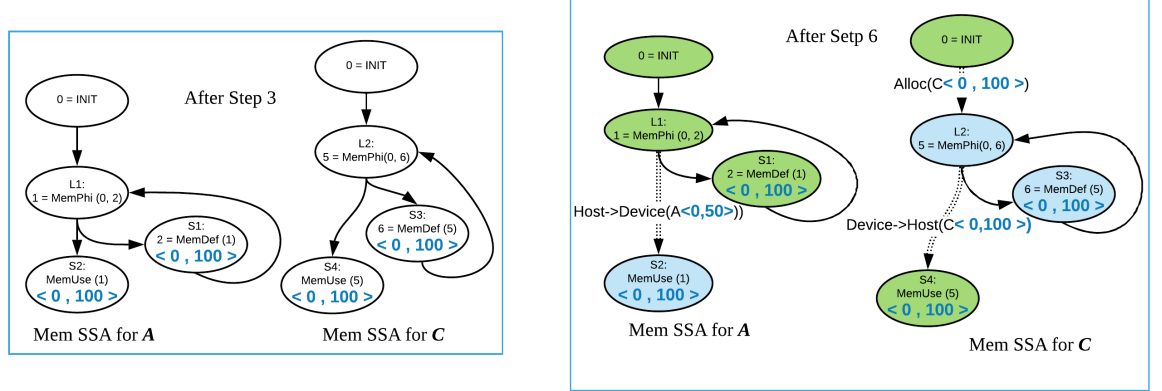 After Step 3
0 = INIT
L1:
1 = MemPhi (0, 2)
S1:
2 = MemDef (1)
< 0 , 100 >
S2:
MemUse (1)
< 0 , 100 >
Mem SSA for A
0 = INIT
L2:
5 = MemPhi(0, 6)
S3:
6 = MemDef (5)
< 0 , 100 >
S4:
MemUse (5)
< 0 , 100 >
Mem SSA for C
After Setp 6
0 = INIT
L1:
1 = MemPhi (0, 2)
S1:
2 = MemDef (1)
< 0 , 100 >
Host->Device(A<0,50>))
S2:
MemUse (1)
< 0 , 100 >
Mem SSA for A
0 = INIT
Alloc(C< 0 , 100 >)
L2:
5 = MemPhi(0, 6)
S3:
6 = MemDef (5)
< 0 , 100 >
Device->Host(C< 0,100 >)
S4:
MemUse (5)
< 0 , 100 >
Mem SSA for C